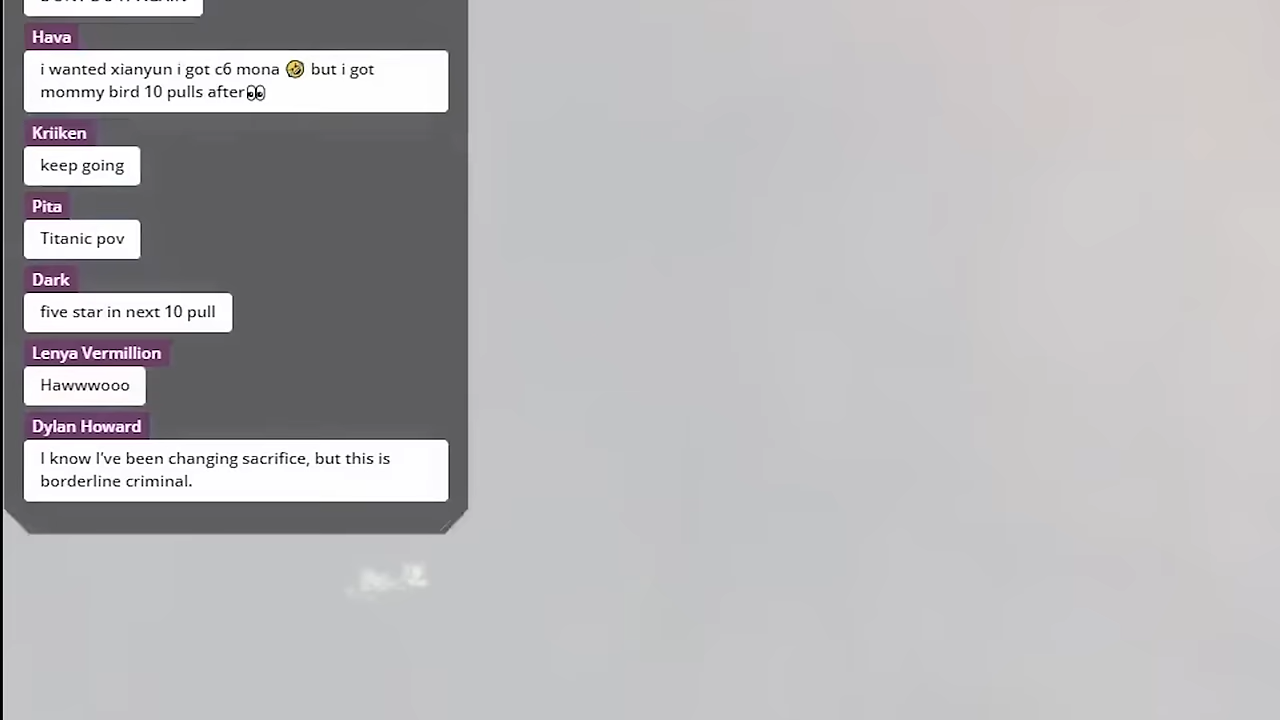 Hava
i wanted xianyun i got c6 mona 🤣 but i got
mommy bird 10 pulls after👀
Kriiken
keep going
Pita
Titanic pov
Dark
five star in next 10 pull
Lenya Vermillion
Hawwwooo
Dylan Howard
I know I've been changing sacrifice, but this is
borderline criminal.